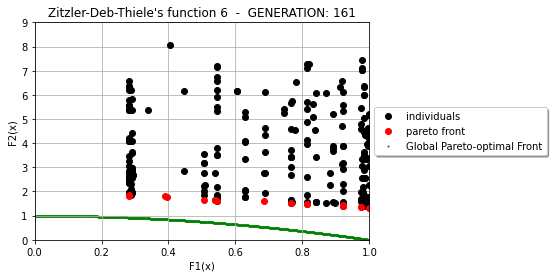 Zitzler-Deb-Thiele's function 6 - GENERATION: 161
9
8
7
6
5
4
3
2
1
0
F2(x)
0.0 0.2 0.4 0.6 0.8 1.0
F1(x)
individuals
pareto front
Global Pareto-optimal Front